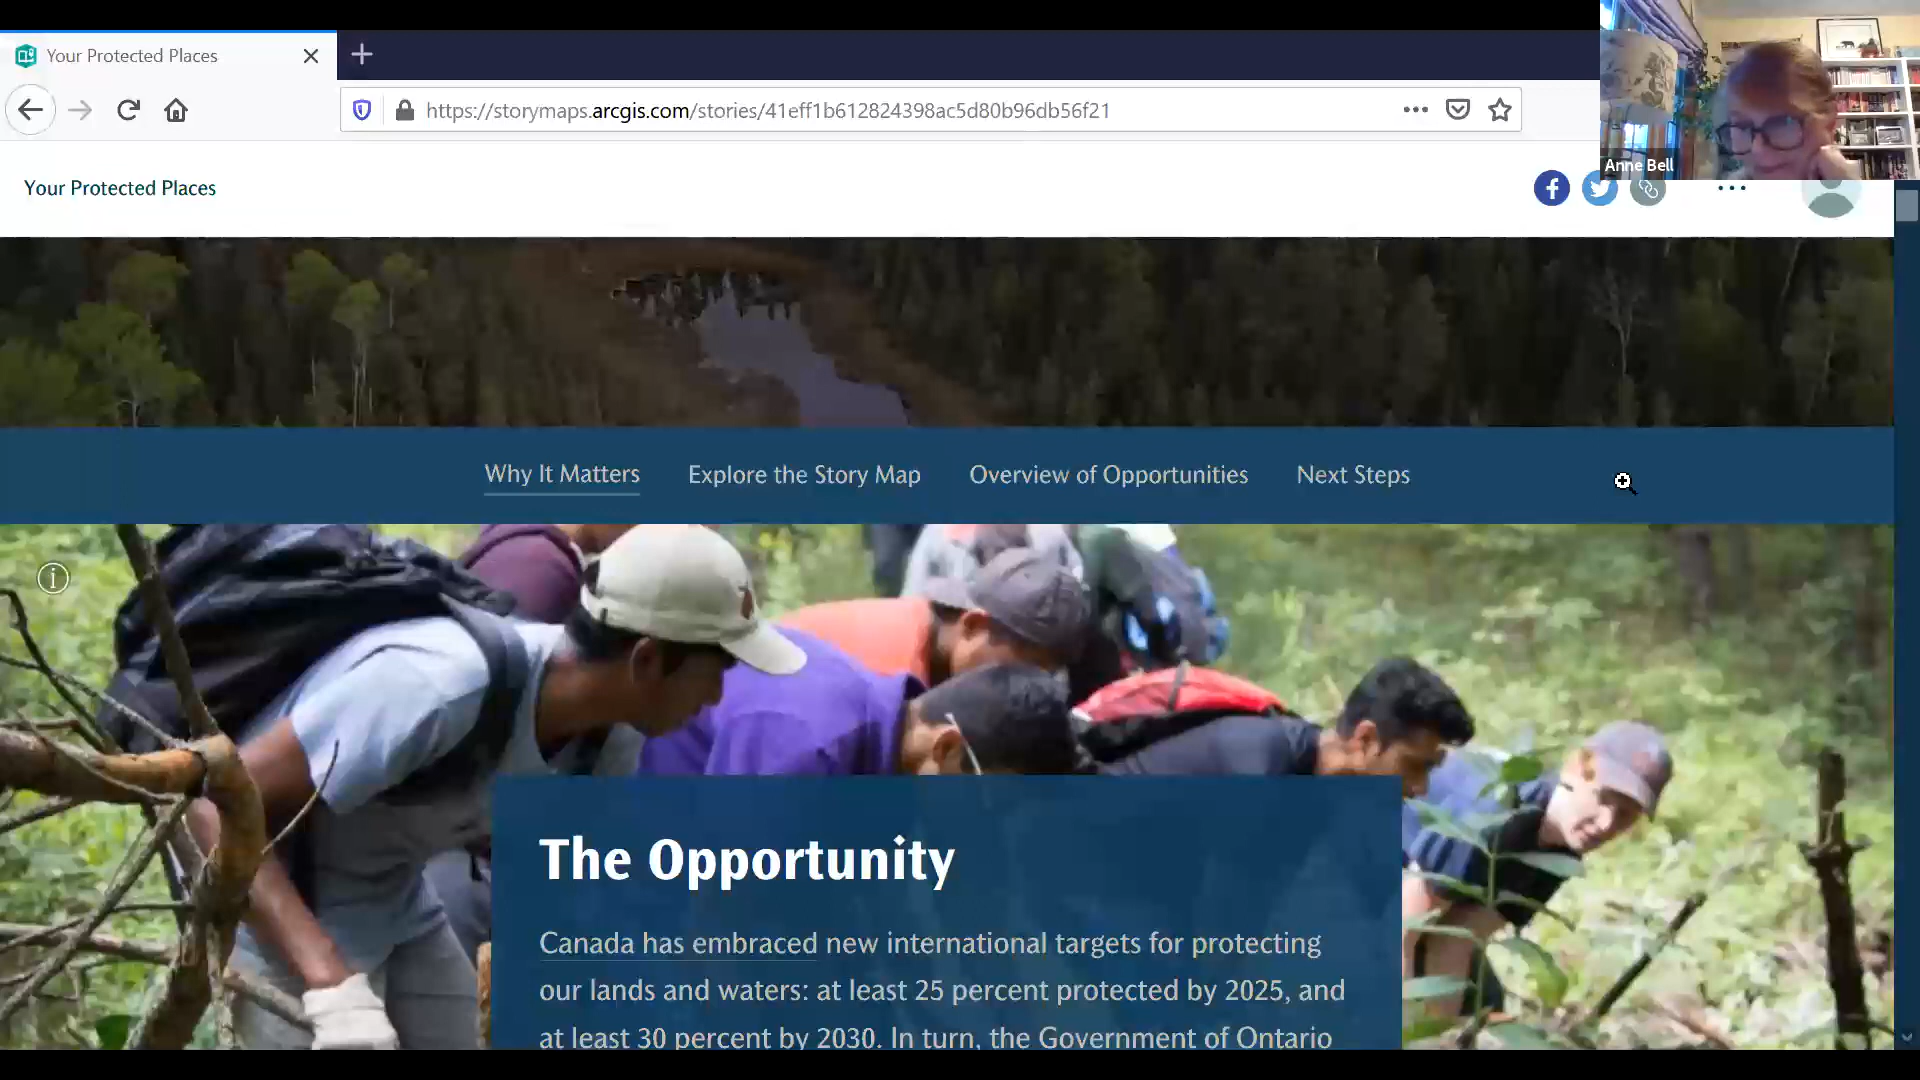 Your Protected Places
https://storymaps.arcgis.com/stories/41eff1b612824398ac5d80b96db56f21
Anne Bell
Your Protected Places
Why It Matters
Explore the Story Map
Overview of Opportunities
Next Steps
The Opportunity
Canada has embraced new international targets for protecting
our lands and waters: at least 25 percent protected by 2025, and
at least 30 percent by 2030. In turn, the Government of Ontario